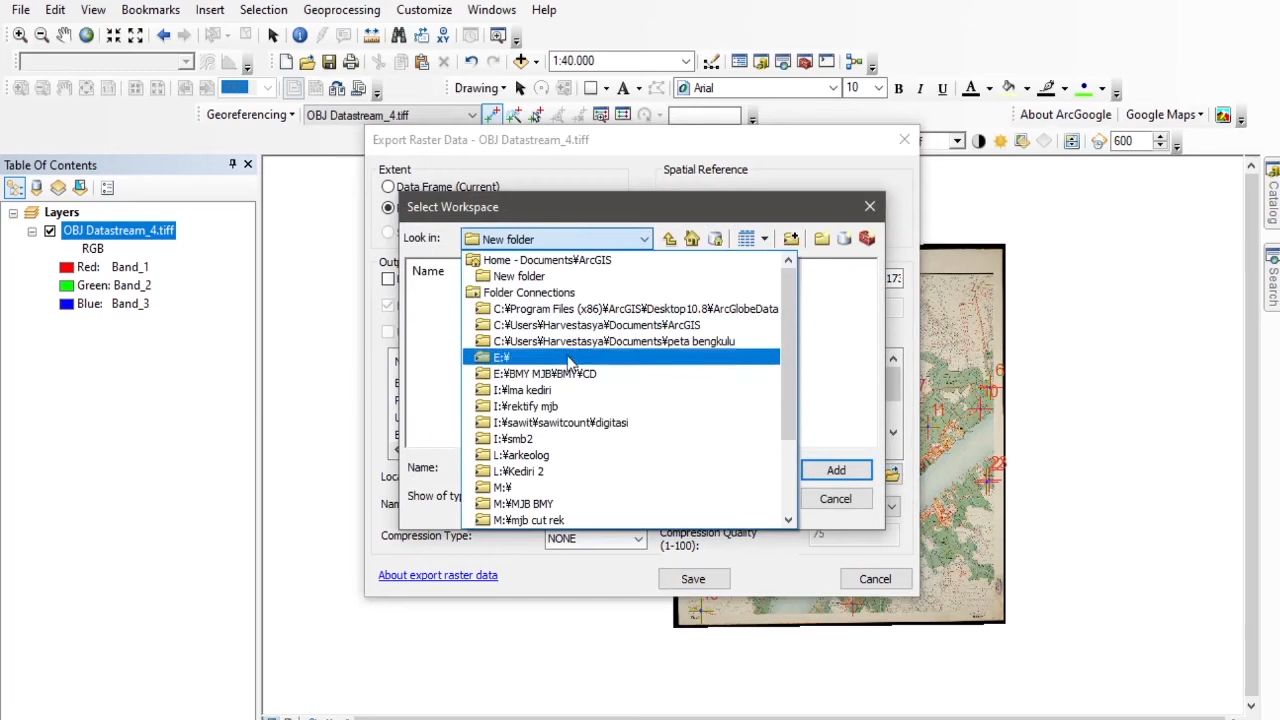 File Edit View Bookmarks Insert Selection Geoprocessing Customize Windows Help
1:40.000
Drawing Arial 10 B I U A
Georeferencing OBJ Datastream_4.tiff About ArcGoogle Google Maps
Export Raster Data - OBJ Datastream_4.tiff
600
Table Of Contents
Extent Spatial Reference
Data Frame (Current)
Catalog
Search
Layers
OBJ Datastream_4.tiff
RGB
Red: Band_1
Green: Band_2
Blue: Band_3
Select Workspace
Look in: New folder
Name
Home - Documents¥ArcGIS
New folder
Folder Connections
C:¥Program Files (x86)¥ArcGIS¥Desktop10.8¥ArcGlobeData
C:¥Users¥Harvestasya¥Documents¥ArcGIS
C:¥Users¥Harvestasya¥Documents¥peta bengkulu
E:¥
E:¥BMY MJB¥BMY¥CD
I:¥lma kediri
I:¥rektify mjb
I:¥sawit¥sawitcount¥digitasi
I:¥smb2
L:¥arkeolog
L:¥Kediri 2
M:¥
M:¥MJB BMY
M:¥mjb cut rek
Name: Add
Show of ty Cancel
Compression Type: NONE Compression Quality
(1-100): 75
About export raster data Save Cancel
11